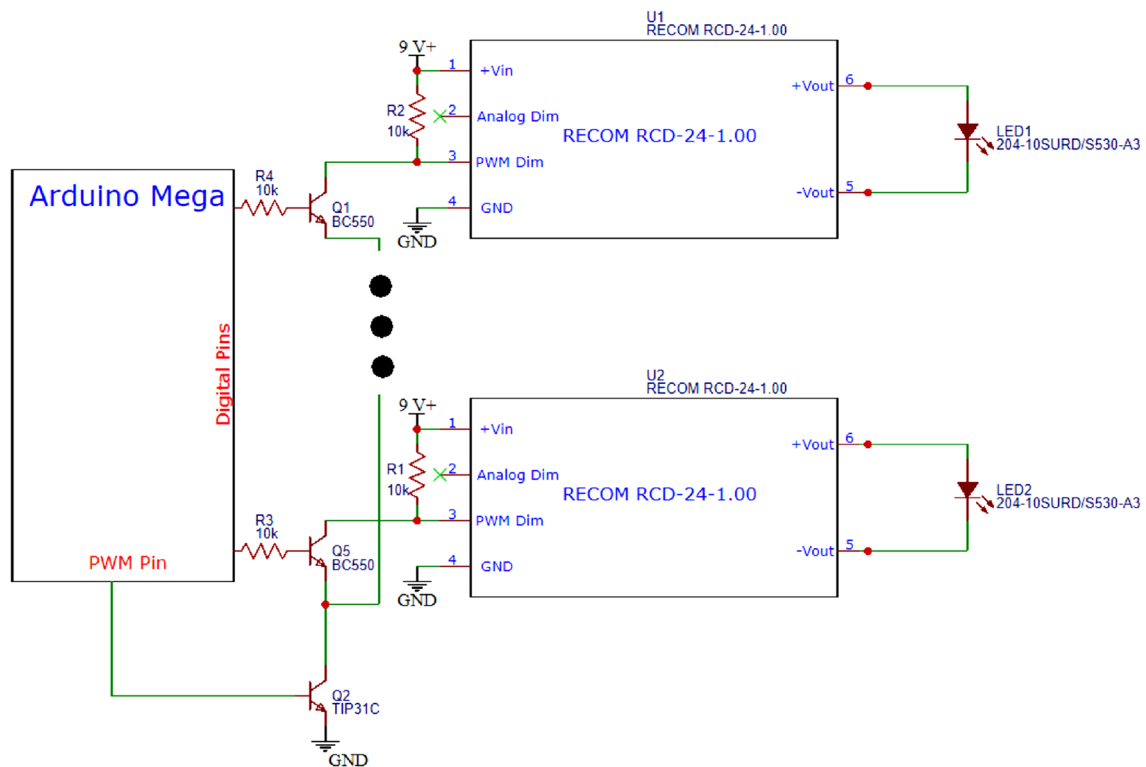 U1
RECOM RCD-24-1.00
9 V+
1
+Vin
R2
10k
2
Analog Dim
RECOM RCD-24-1.00
3
PWM Dim
4
GND
GND
+Vout
6
-Vout
5
LED1
204-10SURD/S530-A3
Arduino Mega
R4
10k
Q1
BC550
Digital Pins
U2
RECOM RCD-24-1.00
9 V+
1
+Vin
R1
10k
2
Analog Dim
RECOM RCD-24-1.00
3
PWM Dim
4
GND
GND
+Vout
6
-Vout
5
LED2
204-10SURD/S530-A3
R3
10k
Q5
BC550
PWM Pin
Q2
TIP31C
GND